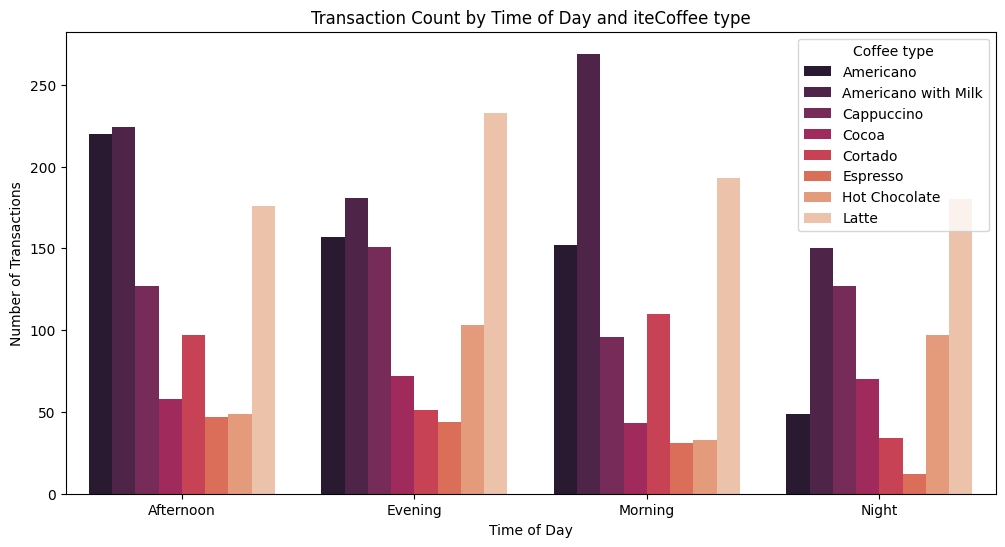 Transaction Count by Time of Day and iteCoffee type
Number of Transactions
250
200
150
100
50
0
Coffee type
Americano
Americano with Milk
Cappuccino
Cocoa
Cortado
Espresso
Hot Chocolate
Latte
Afternoon
Evening
Morning
Night
Time of Day